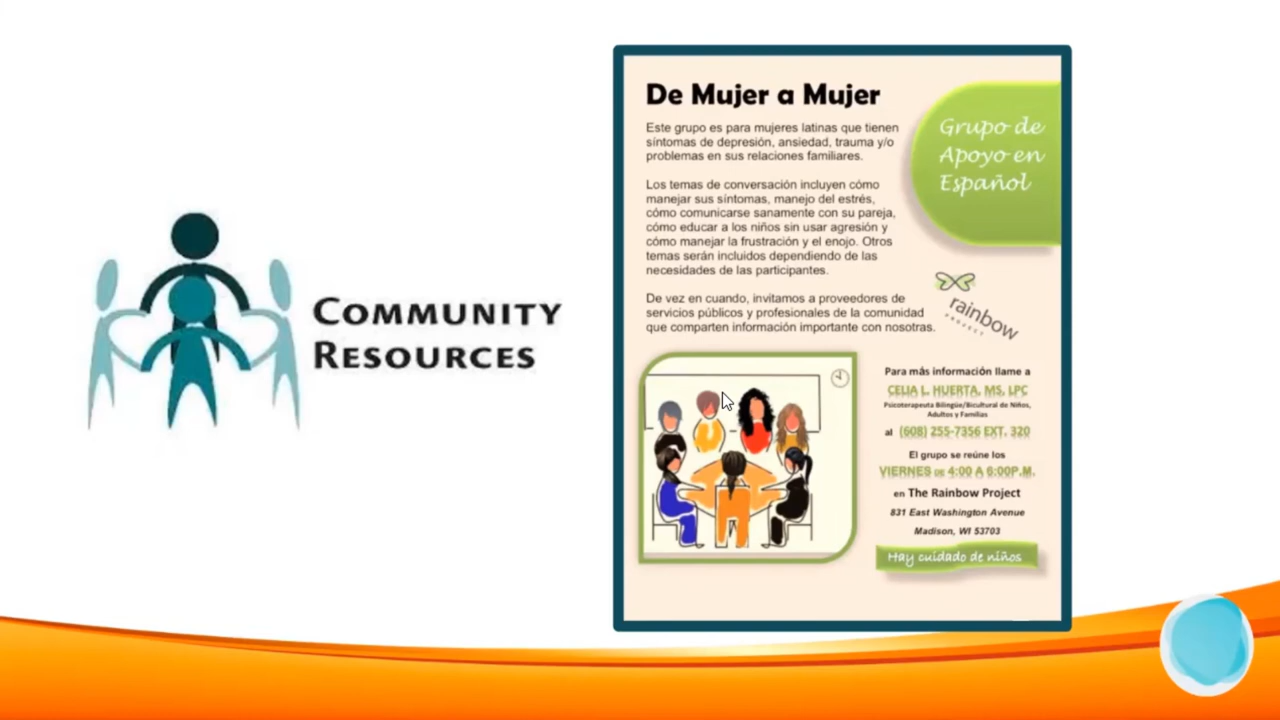 COMMUNITY
RESOURCES
De Mujer a Mujer
Este grupo es para mujeres latinas que tienen
síntomas de depresión, ansiedad, trauma y/o
problemas en sus relaciones familiares.
Los temas de conversación incluyen cómo
manejar sus síntomas, manejo del estrés,
cómo comunicarse sanamente con su pareja,
cómo educar a los niños sin usar agresión y
cómo manejar la frustración y el enojo. Otros
temas serán incluidos dependiendo de las
necesidades de las participantes.
De vez en cuando, invitamos a proveedores de
servicios públicos y profesionales de la comunidad
que comparten información importante con nosotras.
Grupo de
Apoyo en
Español
rainbow
PROJECT
Para más información llame a
CELIA L. HUERTA, MS, LPC
Psicoterapeuta Bilingüe/Bicultural de Niños,
Adultos y Familias
al (608) 255-7356 EXT. 320
El grupo se reúne los
VIERNES DE 4:00 A 6:00P.M.
en The Rainbow Project
831 East Washington Avenue
Madison, WI 53703
Hay cuidado de niños